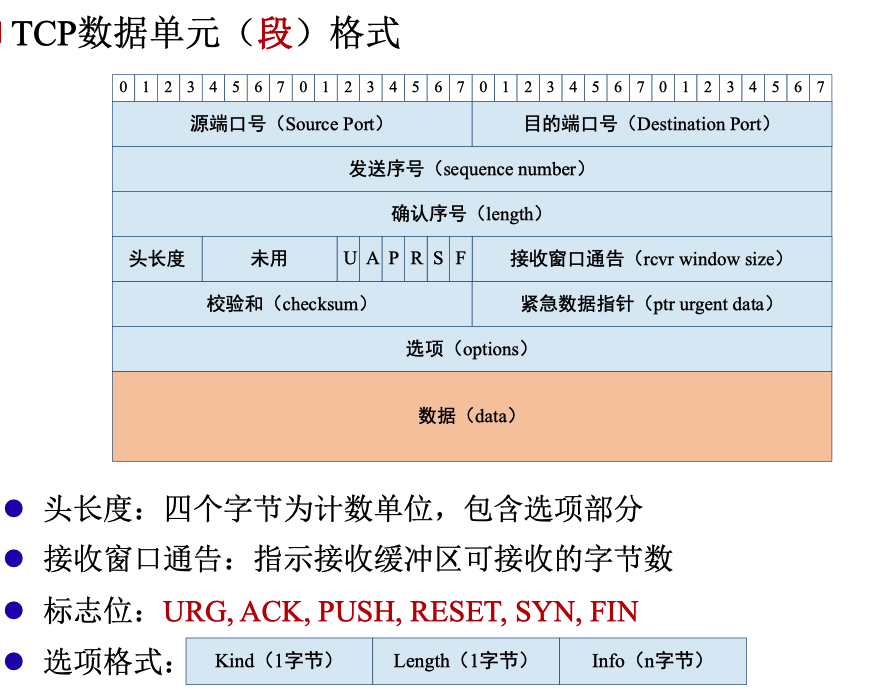 TCP数据单元（段）格式
0 1 2 3 4 5 6 7 0 1 2 3 4 5 6 7 0 1 2 3 4 5 6 7 0 1 2 3 4 5 6 7
源端口号（Source Port） 目的端口号（Destination Port）
发送序号（sequence number）
确认序号（length）
头长度 未用 U A P R S F 接收窗口通告（rcvr window size）
校验和（checksum） 紧急数据指针（ptr urgent data）
选项（options）
数据（data）
头长度：四个字节为计数单位，包含选项部分
接收窗口通告：指示接收缓冲区可接收的字节数
标志位：URG, ACK, PUSH, RESET, SYN, FIN
选项格式： Kind（1字节） Length（1字节） Info（n字节）